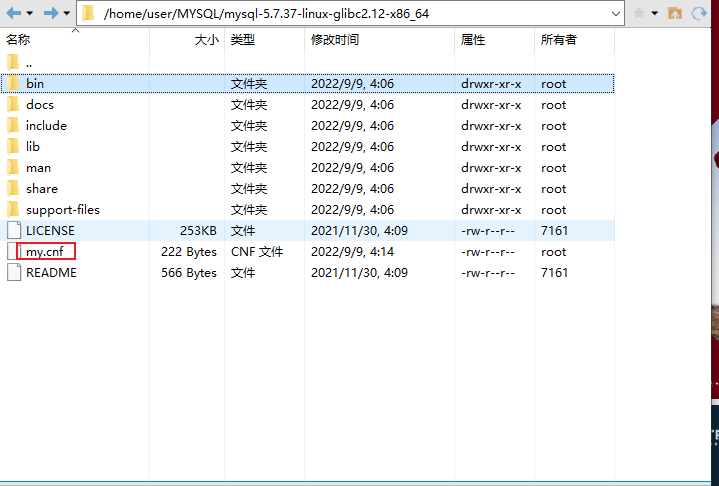 /home/user/MYSQL/mysql-5.7.37-linux-glibc2.12-x86_64
名称 大小 类型 修改时间 属性 所有者
..
bin 文件夹 2022/9/9, 4:06 drwxr-xr-x root
docs 文件夹 2022/9/9, 4:06 drwxr-xr-x root
include 文件夹 2022/9/9, 4:06 drwxr-xr-x root
lib 文件夹 2022/9/9, 4:06 drwxr-xr-x root
man 文件夹 2022/9/9, 4:06 drwxr-xr-x root
share 文件夹 2022/9/9, 4:06 drwxr-xr-x root
support-files 文件夹 2022/9/9, 4:06 drwxr-xr-x root
LICENSE 253KB 文件 2021/11/30, 4:09 -rw-r--r-- 7161
my.cnf 222 Bytes CNF 文件 2022/9/9, 4:14 -rw-r--r-- root
README 566 Bytes 文件 2021/11/30, 4:09 -rw-r--r-- 7161